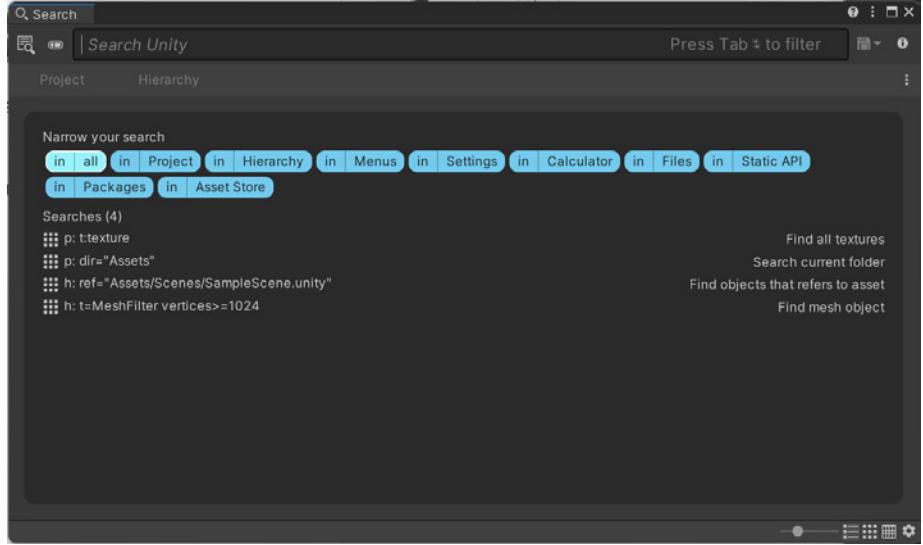 Search
Search Unity Press Tab ↹ to filter
Project Hierarchy
Narrow your search
in all in Project in Hierarchy in Menus in Settings in Calculator in Files in Static API
in Packages in Asset Store
Searches (4)
p: t:texture Find all textures
p: dir="Assets" Search current folder
h: ref="Assets/Scenes/SampleScene.unity" Find objects that refers to asset
h: t=MeshFilter vertices>=1024 Find mesh object